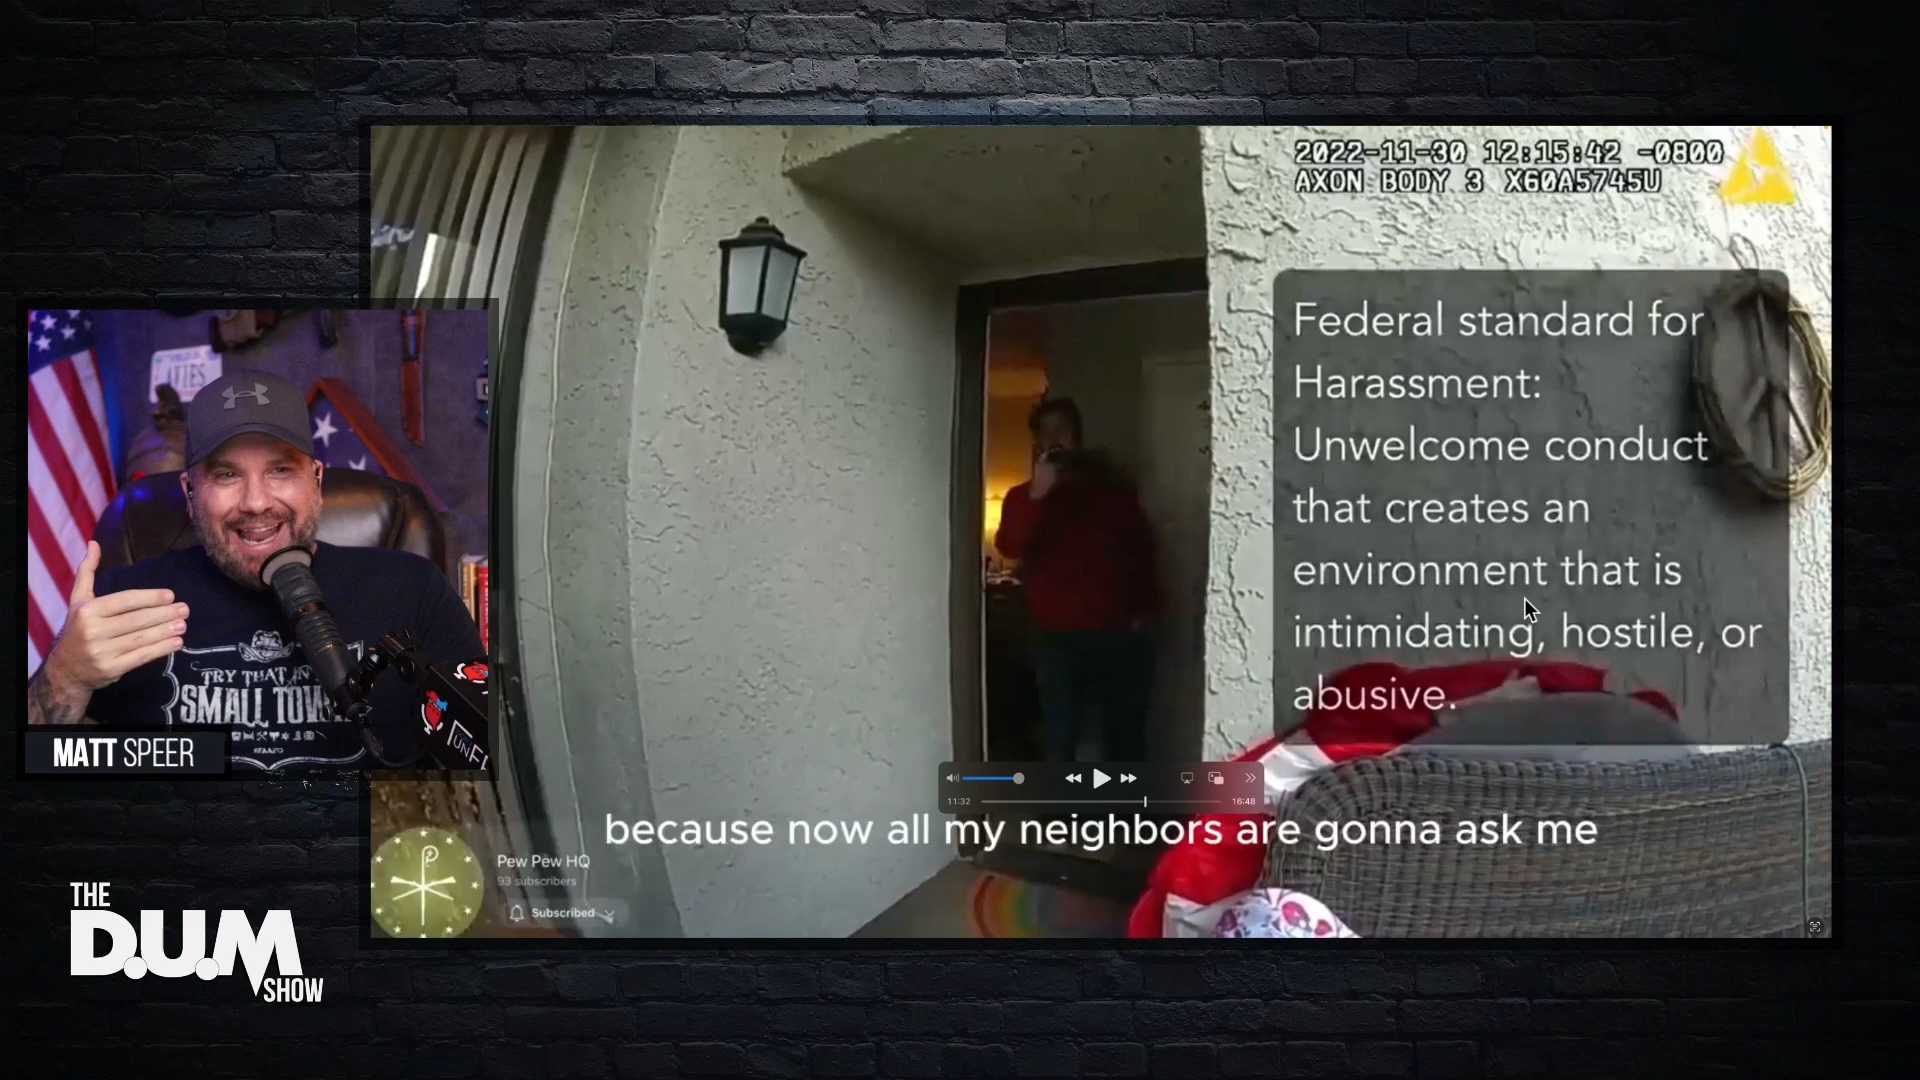 2022-11-30 12:15:42 -0800
AXON BODY 3 X60A5745U
Federal standard for
Harassment:
Unwelcome conduct
that creates an
environment that is
intimidating, hostile, or
abusive.
TRY THAT IN
SMALL TOW
MATT SPEER
11:32
16:48
because now all my neighbors are gonna ask me
Pew Pew HQ
93 subscribers
Subscribed
THE
D.U.M
SHOW